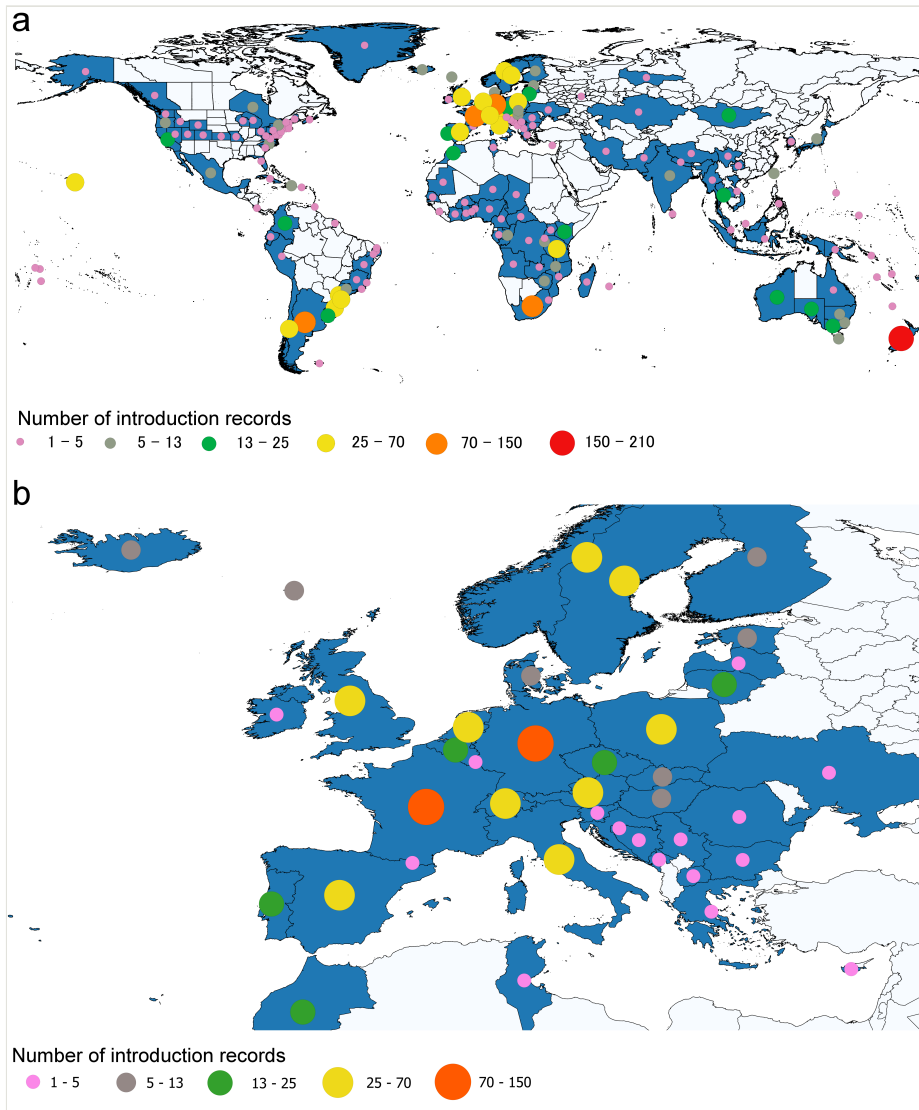 a
Number of introduction records
1 – 5 5 – 13 13 – 25 25 – 70 70 – 150 150 – 210
b
Number of introduction records
1 - 5 5 - 13 13 - 25 25 - 70 70 - 150